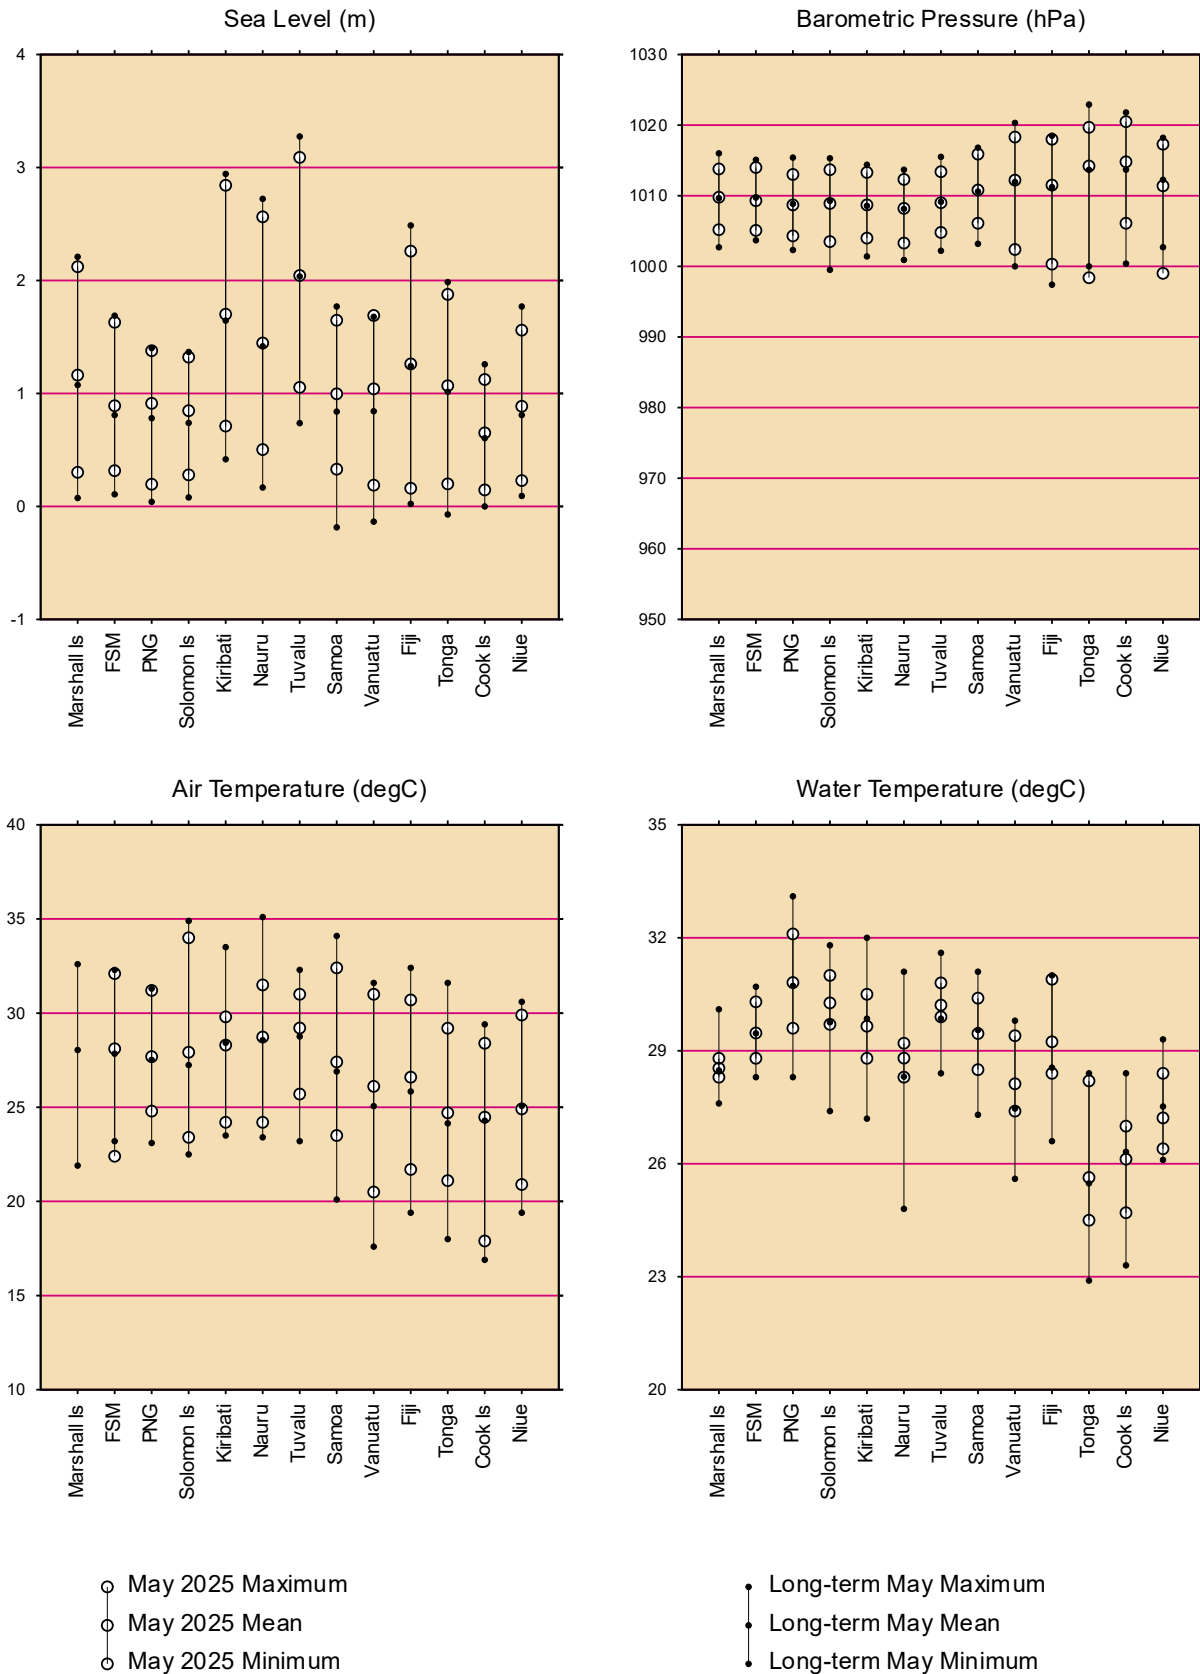 Sea Level (m)
4
3
2
1
0
-1
Marshall Is
FSM
PNG
Solomon Is
Kiribati
Nauru
Tuvalu
Samoa
Vanuatu
Fiji
Tonga
Cook Is
Niue
Barometric Pressure (hPa)
1030
1020
1010
1000
990
980
970
960
950
Marshall Is
FSM
PNG
Solomon Is
Kiribati
Nauru
Tuvalu
Samoa
Vanuatu
Fiji
Tonga
Cook Is
Niue
Air Temperature (degC)
40
35
30
25
20
15
10
Marshall Is
FSM
PNG
Solomon Is
Kiribati
Nauru
Tuvalu
Samoa
Vanuatu
Fiji
Tonga
Cook Is
Niue
Water Temperature (degC)
35
32
29
26
23
20
Marshall Is
FSM
PNG
Solomon Is
Kiribati
Nauru
Tuvalu
Samoa
Vanuatu
Fiji
Tonga
Cook Is
Niue
May 2025 Maximum
May 2025 Mean
May 2025 Minimum
Long-term May Maximum
Long-term May Mean
Long-term May Minimum